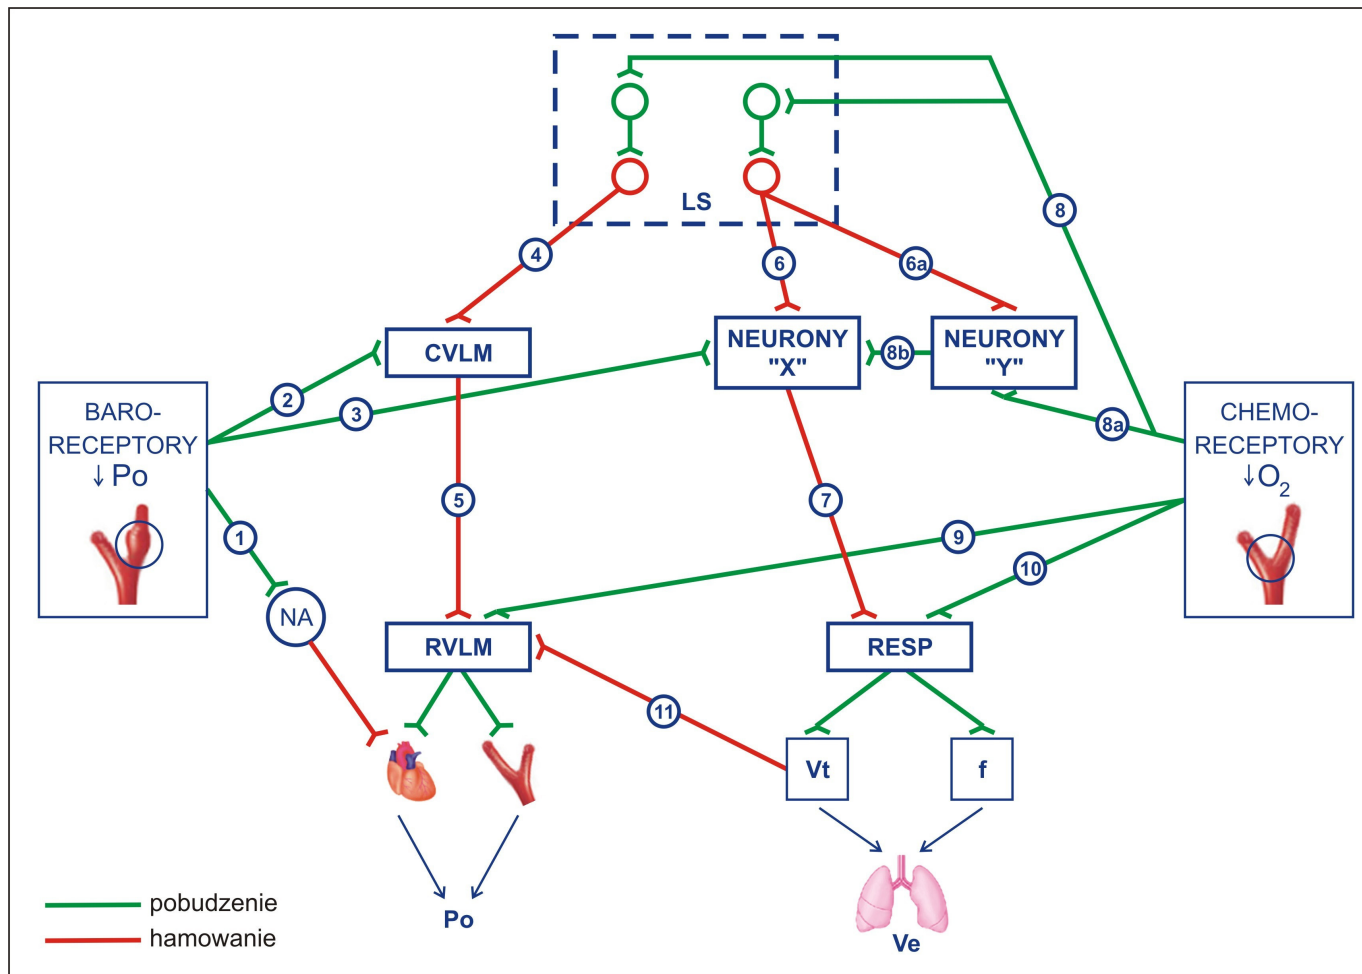 8
LS
4
6
6a
CVLM
NEURONY
"X"
8b
NEURONY
"Y"
2
3
8a
BARO-
RECEPTORY
↓ Po
CHEMO-
RECEPTORY
↓O₂
5
7
1
9
10
NA
RVLM
RESP
11
Vt
f
Po
Ve
pobudzenie
hamowanie